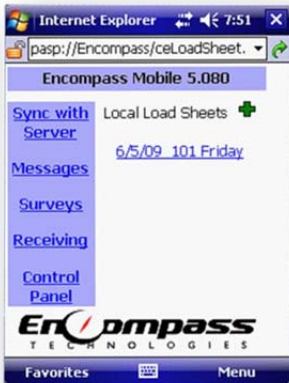 Internet Explorer 7:51
pasp://Encompass/ceLoadSheet.
Encompass Mobile 5.080
Sync with
Server
Local Load Sheets
6/5/09 101 Friday
Messages
Surveys
Receiving
Control
Panel
Encompass
TECHNOLOGIES
Favorites Menu